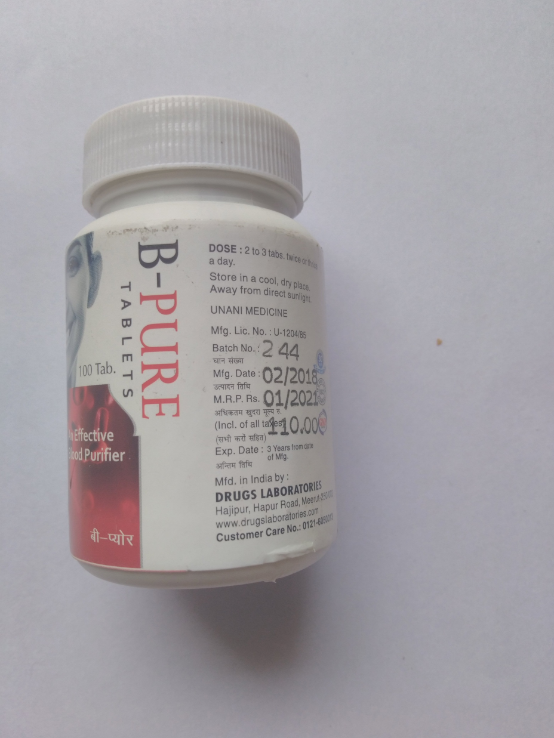 B-PURE
TABLETS
100 Tab.
Effective
Purifier
बी-प्योर
DOSE : 2 to 3 tabs. twice or
a day.
Store in a cool, dry place.
Away from direct sunlight.
UNANI MEDICINE
Mfg. Lic. No. : U-1204/
Batch No. : 244
घान संख्या
Mfg. Date : 02/2018
उत्पादन तिथि
M.R.P. Rs. 01/2021
अधिकतम खुदरा मूल्य रु.
(Incl. of all taxes) 110.00
(सभी करों सहित)
Exp. Date : 3 Years from date
of Mfg.
अन्तिम तिथि
Mfd. in India by :
DRUGS LABORATORIES
Hajipur, Hapur Road, Meerut
www.drugslaboratories.com
Customer Care No.: 0121-